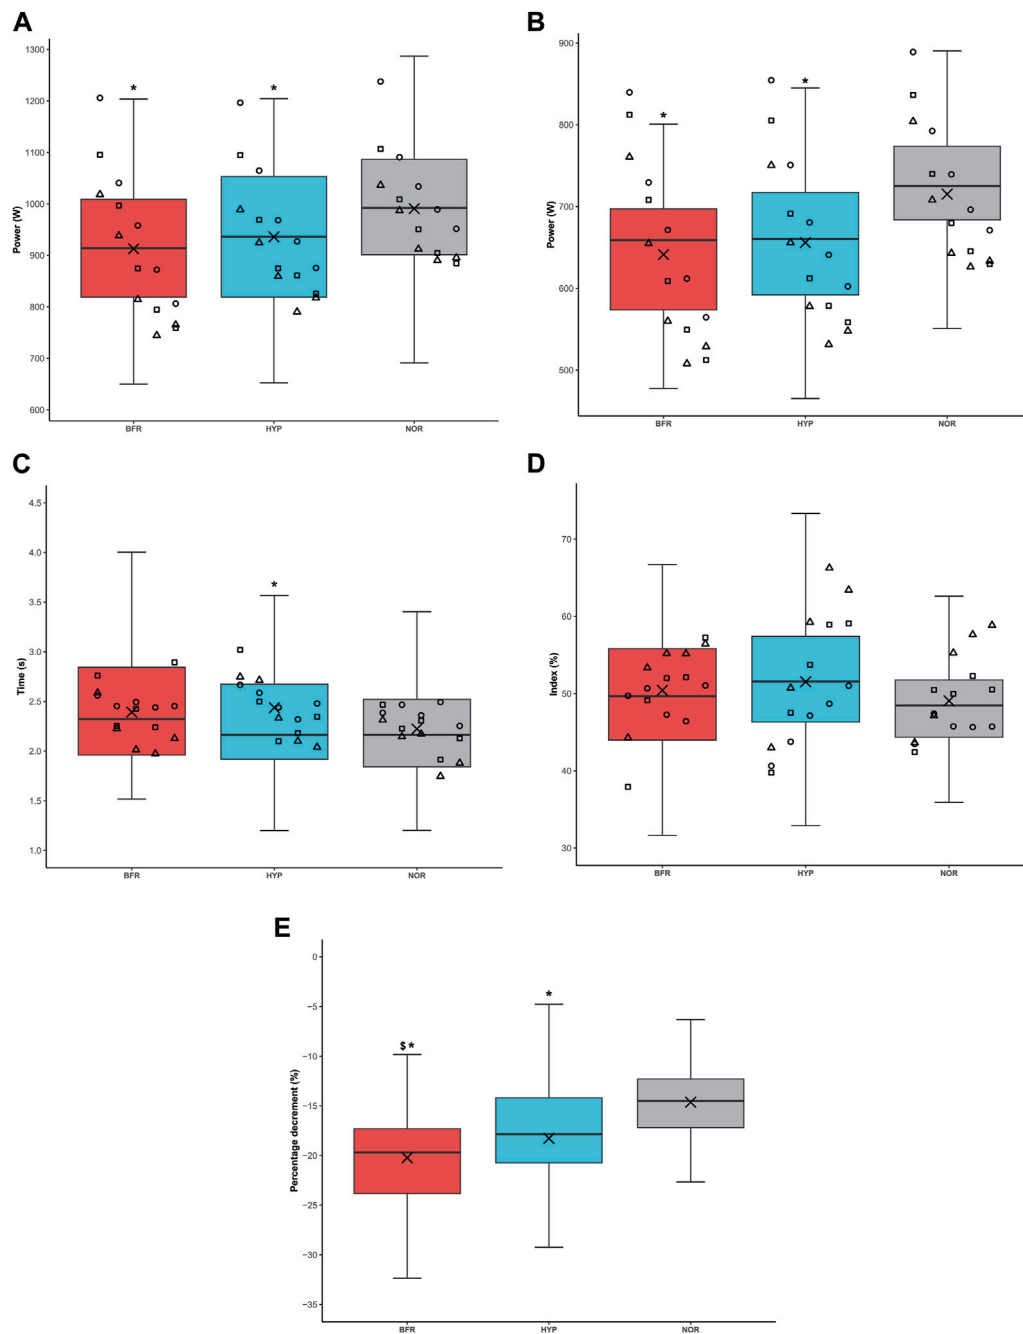 A
Power (W)
1300
1200
1100
1000
900
800
700
600
* *
BFR HYP NOR
B
Power (W)
900
800
700
600
500
* *
BFR HYP NOR
C
Time (s)
4.5
4.0
3.5
3.0
2.5
2.0
1.5
1.0
*
BFR HYP NOR
D
Index (%)
70
60
50
40
30
BFR HYP NOR
E
Percentage decrement (%)
0
−5
−10
−15
−20
−25
−30
−35
$ * *
BFR HYP NOR